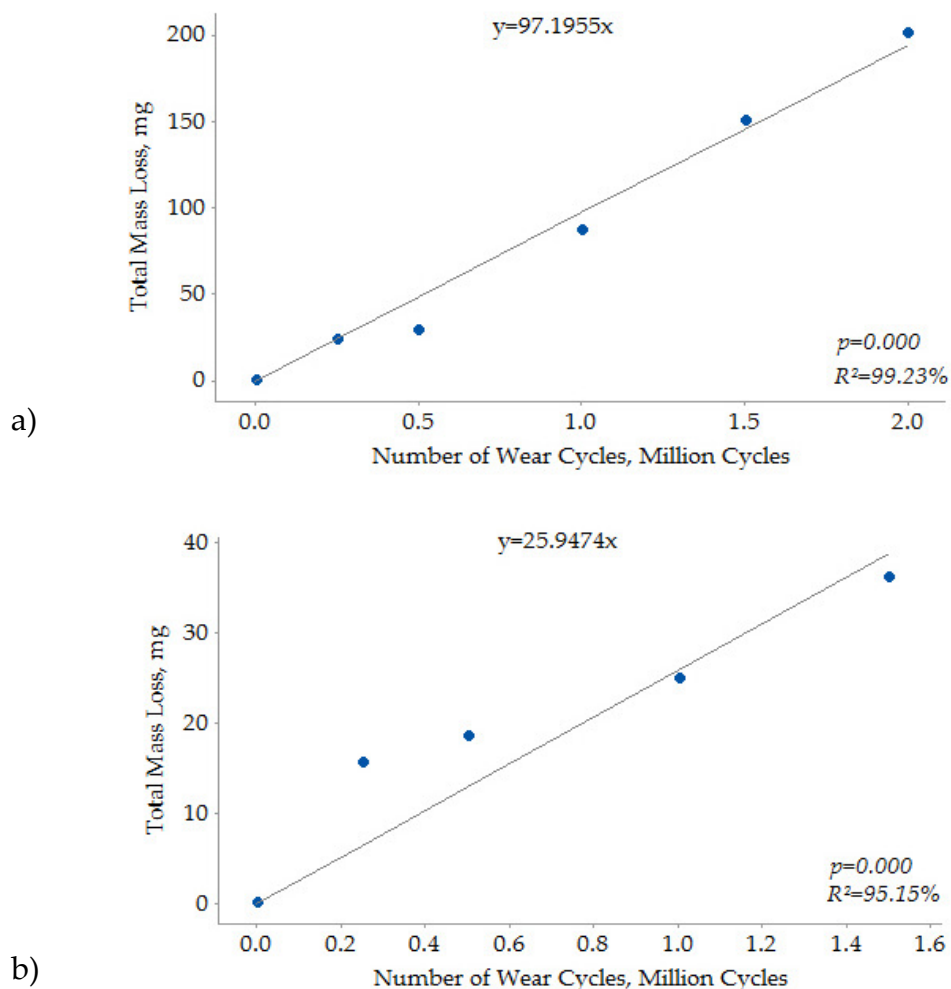 y=97.1955x
200
150
100
50
0
Total Mass Loss, mg
p=0.000
R²=99.23%
0.0 0.5 1.0 1.5 2.0
Number of Wear Cycles, Million Cycles
a)
y=25.9474x
40
30
20
10
0
Total Mass Loss, mg
p=0.000
R²=95.15%
0.0 0.2 0.4 0.6 0.8 1.0 1.2 1.4 1.6
Number of Wear Cycles, Million Cycles
b)